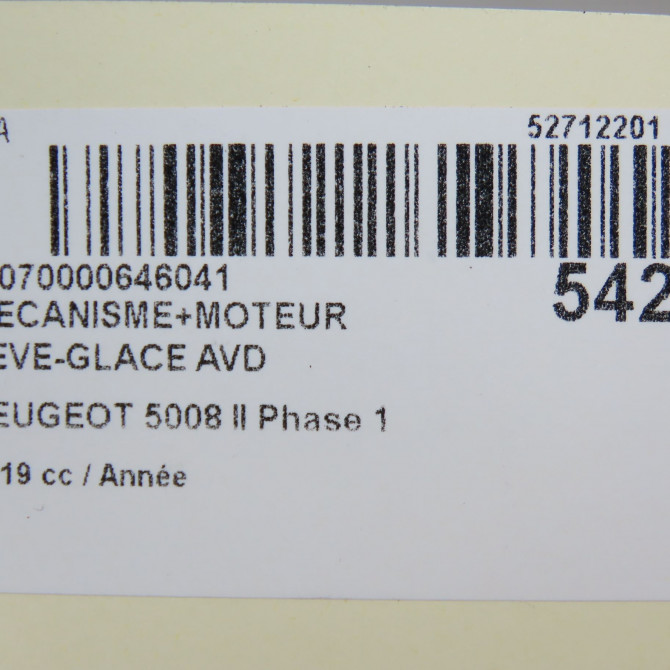 A 52712201
070000646041
542
ECANISME+MOTEUR
EVE-GLACE AVD
EUGEOT 5008 II Phase 1
19 cc / Année